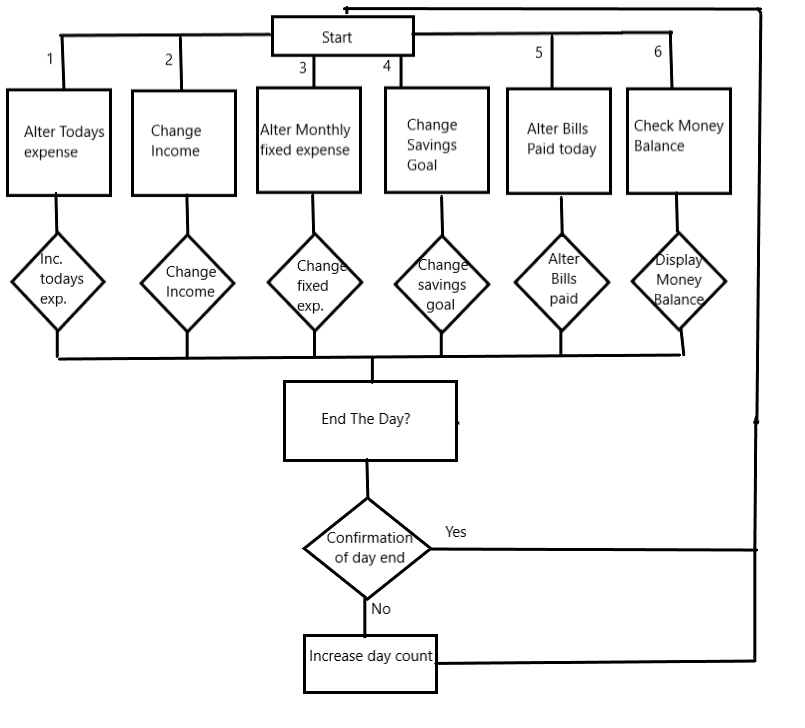 Start
1
2
3
4
5
6
Alter Todays
expense
Change
Income
Alter Monthly
fixed expense
Change
Savings
Goal
Alter Bills
Paid today
Check Money
Balance
Inc.
todays
exp.
Change
Income
Change
fixed
exp.
Change
savings
goal
Alter
Bills
paid
Display
Money
Balance
End The Day?
Confirmation
of day end
Yes
No
Increase day count